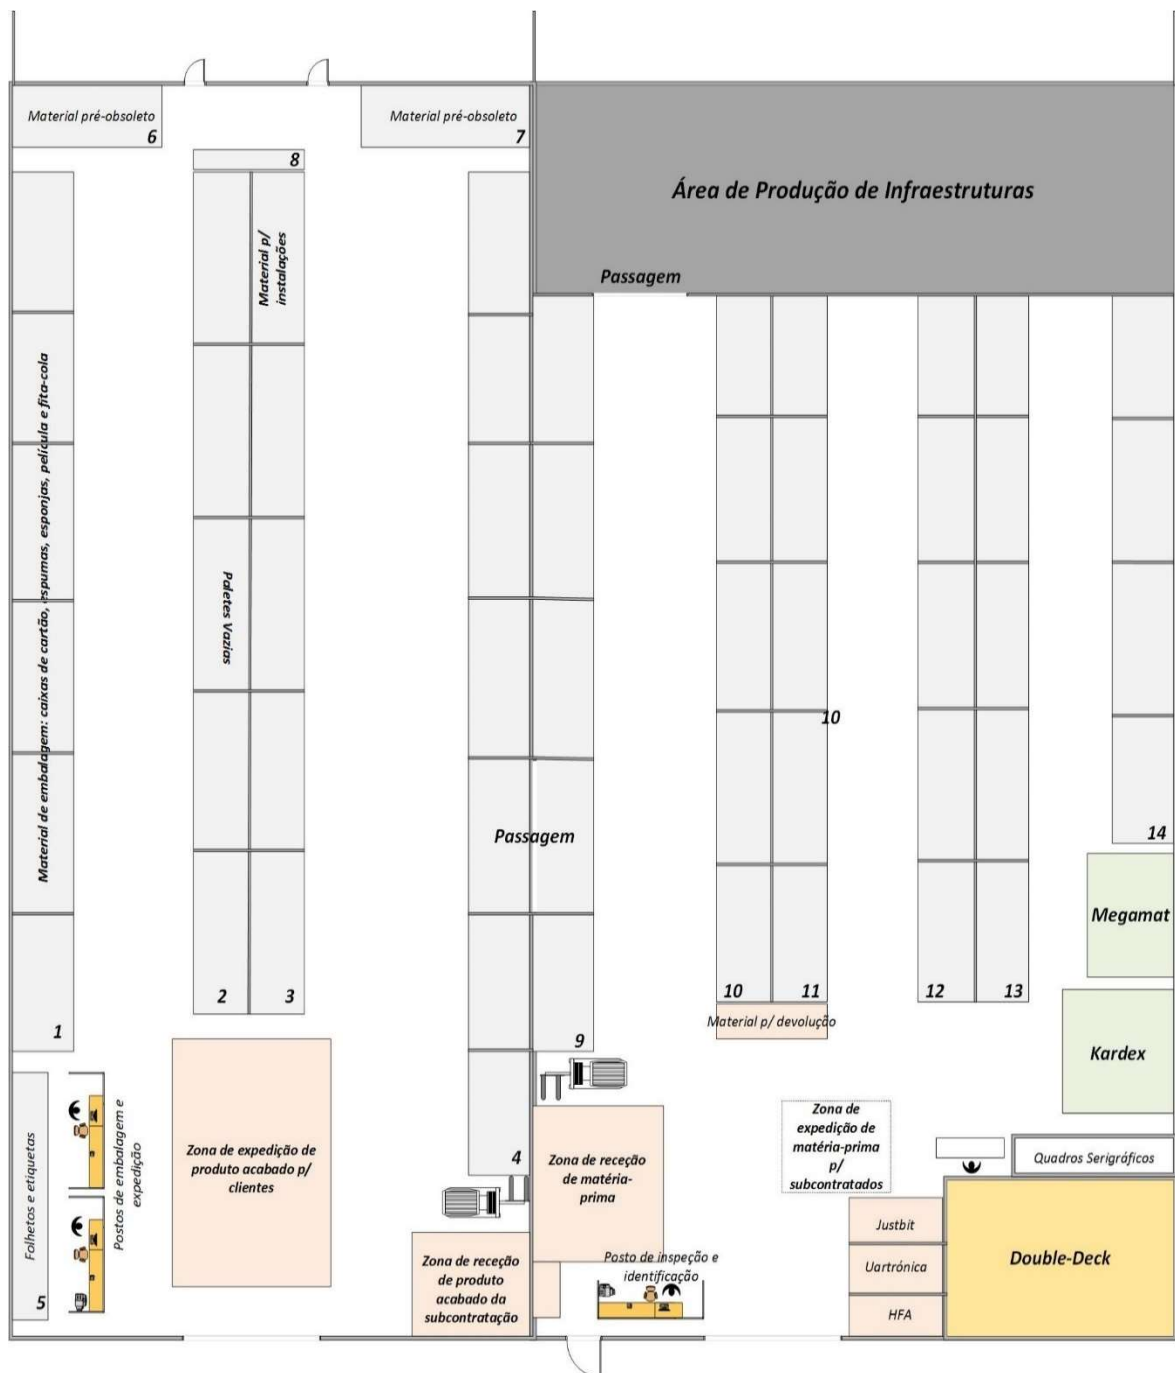 Material pré-obsoleto
6
Material pré-obsoleto
7
8
Área de Produção de Infraestruturas
Passagem
Material p/
instalações
Material de embalagem: caixas de cartão, espumas, esponjas, película e fita-cola
Paletes Vazias
10
Passagem
14
Megamat
1
2
3
9
10
11
12
13
Material p/ devolução
Kardex
Folhetos e etiquetas
5
Postos de embalagem e
expedição
Zona de expedição de
produto acabado p/
clientes
4
Zona de receção
de matéria-
prima
Zona de
expedição de
matéria-prima
p/
subcontratados
Quadros Serigráficos
Zona de receção
de produto
acabado da
subcontratação
Posto de inspeção e
identificação
Justbit
Uartrónica
HFA
Double-Deck